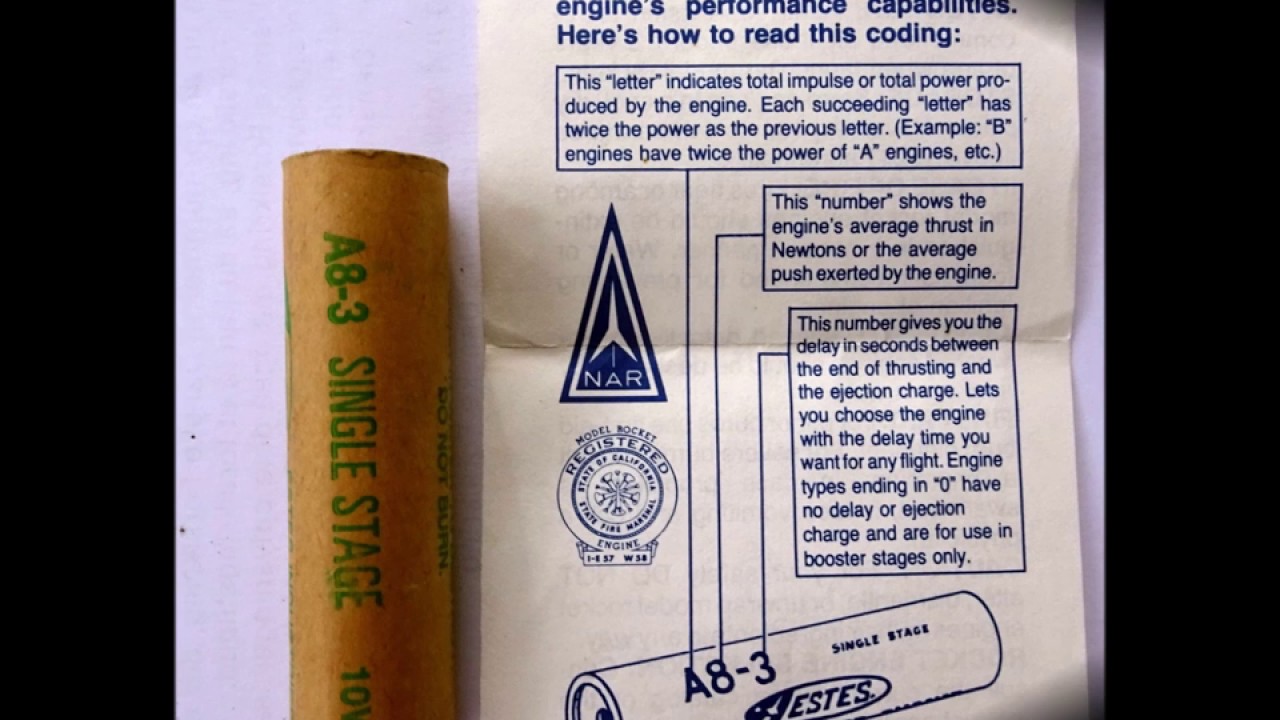 engine's performance capabilities.
Here's how to read this coding:
This "letter" indicates total impulse or total power pro-
duced by the engine. Each succeeding "letter" has
twice the power as the previous letter. (Example: "B"
engines have twice the power of "A" engines, etc.)
This "number" shows the
engine's average thrust in
Newtons or the average
push exerted by the engine.
This number gives you the
delay in seconds between
the end of thrusting and
the ejection charge. Lets
you choose the engine
with the delay time you
want for any flight. Engine
types ending in "0" have
no delay or ejection
charge and are for use in
booster stages only.
NAR
MODEL ROCKET
REGISTERED
STATE OF CALIFORNIA
STATE FIRE MARSHAL
ENGINE
1-E 57 W 58
A8-3
SINGLE STAGE
ESTES.
A8-3 SINGLE STAGE
DO NOT BURN.